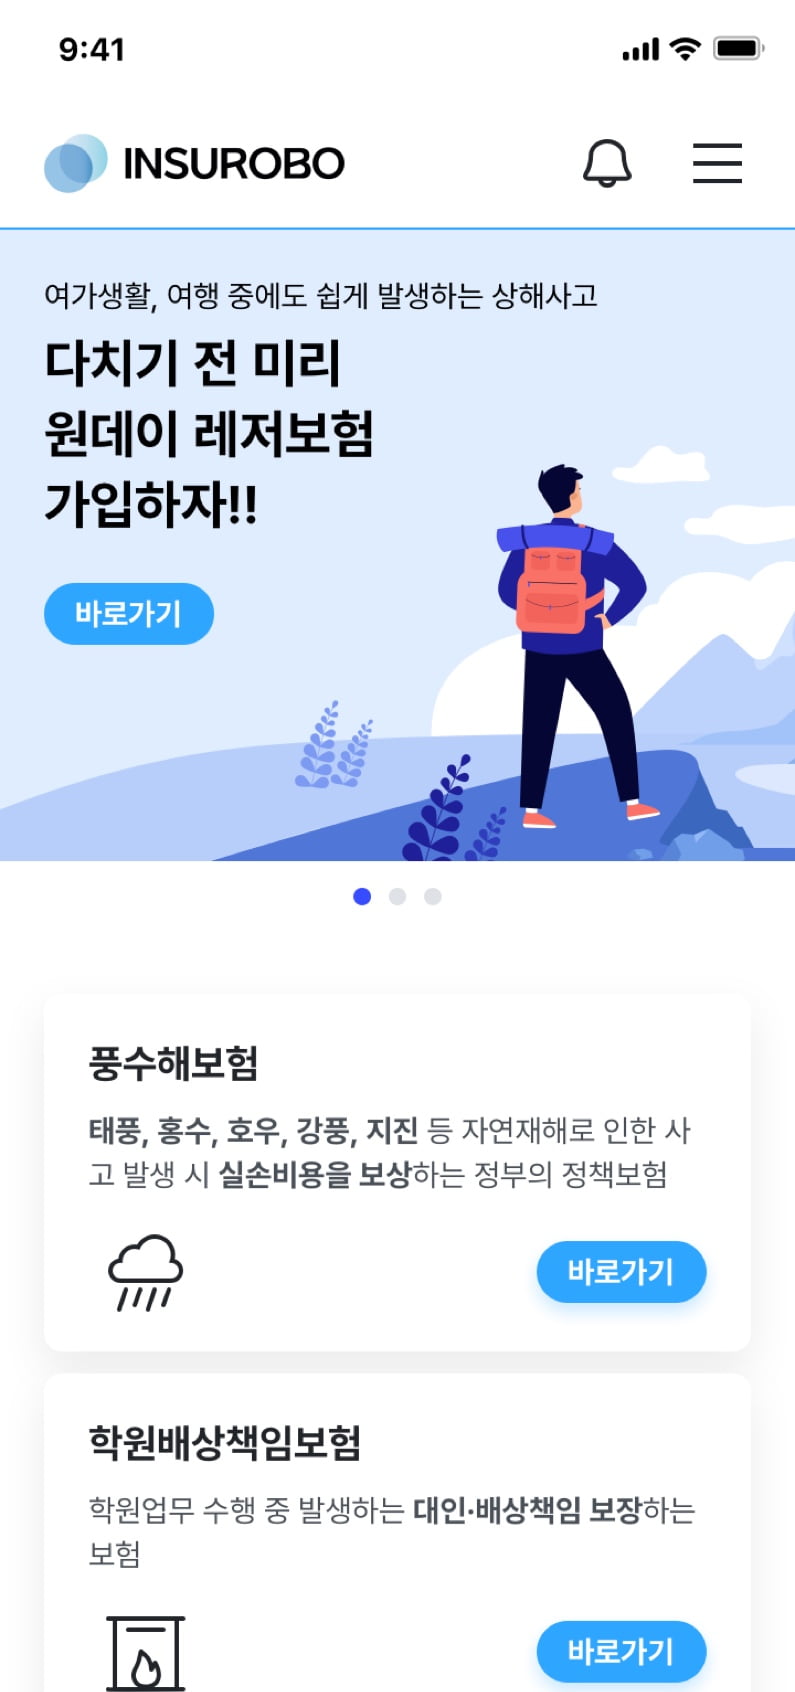 9:41
INSUROBO
여가생활, 여행 중에도 쉽게 발생하는 상해사고
다치기 전 미리
원데이 레저보험
가입하자!!
바로가기
풍수해보험
태풍, 홍수, 호우, 강풍, 지진 등 자연재해로 인한 사
고 발생 시 실손비용을 보상하는 정부의 정책보험
바로가기
학원배상책임보험
학원업무 수행 중 발생하는 대인·배상책임 보장하는
보험
바로가기